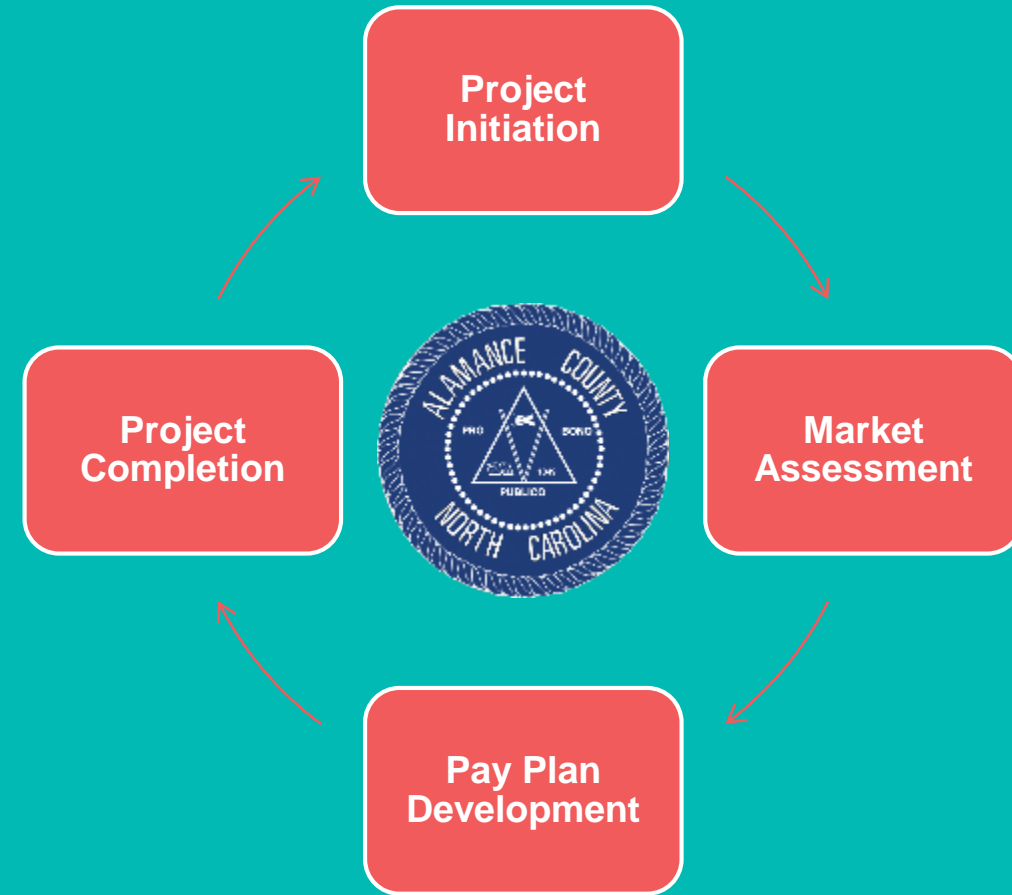 Project
Initiation
Market
Assessment
Pay Plan
Development
Project
Completion
ALAMANCE COUNTY
PRO BONO
PUBLICO
NORTH CAROLINA